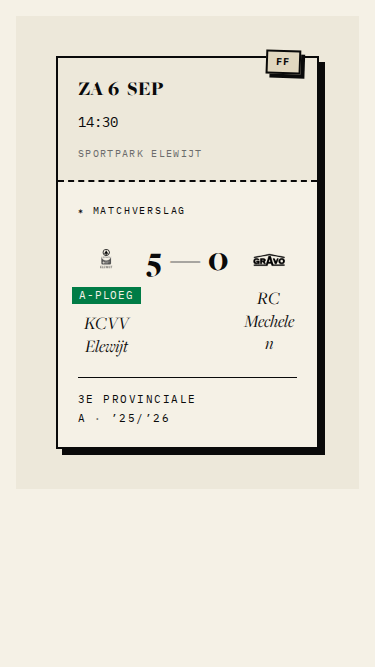 FF
ZA 6 SEP
14:30
SPORTPARK ELEWIJT
* MATCHVERSLAG
5 — 0
GRAVO
A-PLOEG
KCVV
Elewijt
RC
Mechele
n
3E PROVINCIALE
A · ’25/’26